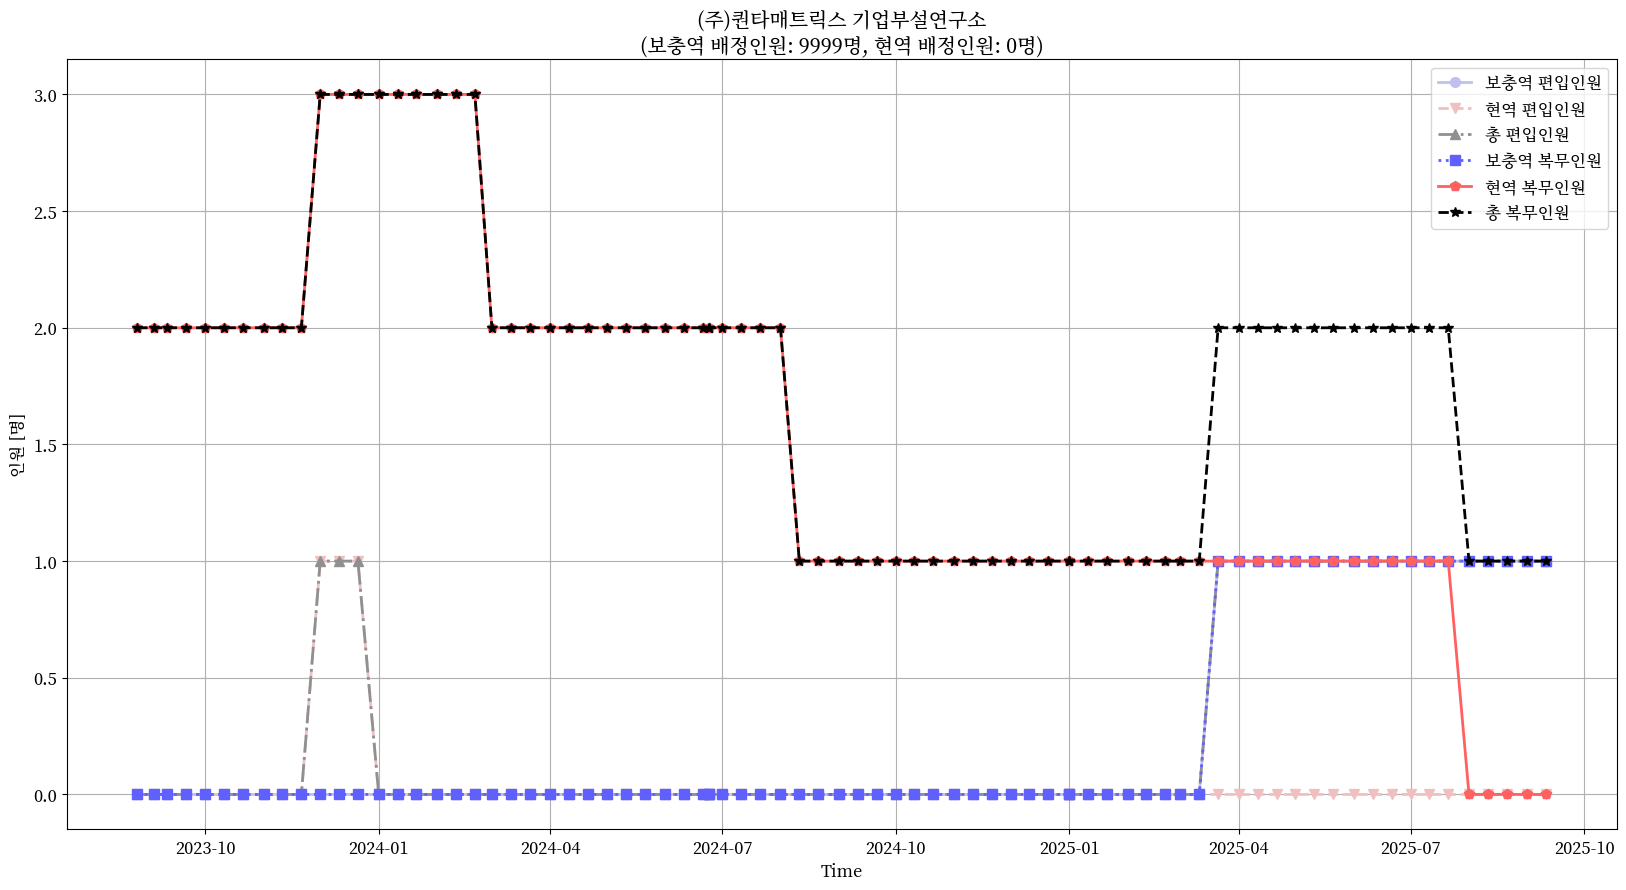 (주)퀀타매트릭스 기업부설연구소
(보충역 배정인원: 9999명, 현역 배정인원: 0명)
보충역 편입인원
현역 편입인원
총 편입인원
보충역 복무인원
현역 복무인원
총 복무인원
인원 [명]
3.0
2.5
2.0
1.5
1.0
0.5
0.0
2023-10
2024-01
2024-04
2024-07
2024-10
2025-01
2025-04
2025-07
2025-10
Time